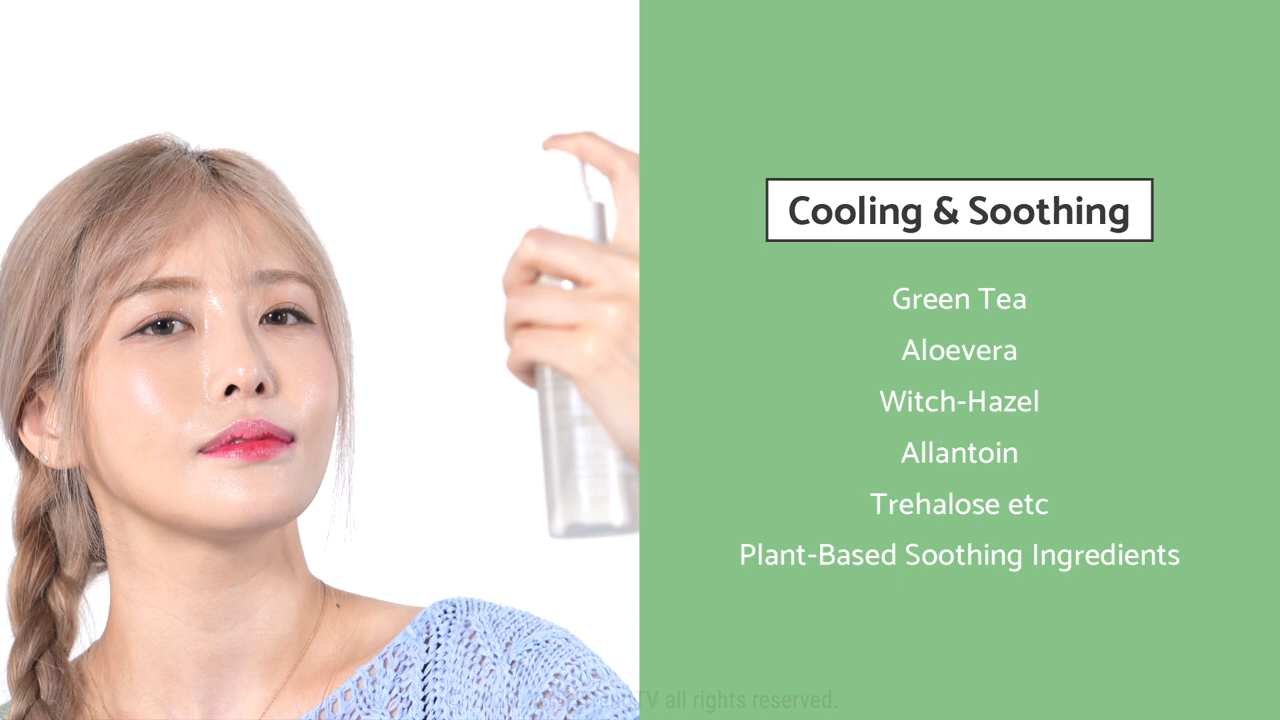 Cooling & Soothing
Green Tea
Aloevera
Witch-Hazel
Allantoin
Trehalose etc
Plant-Based Soothing Ingredients
TV all rights reserved.